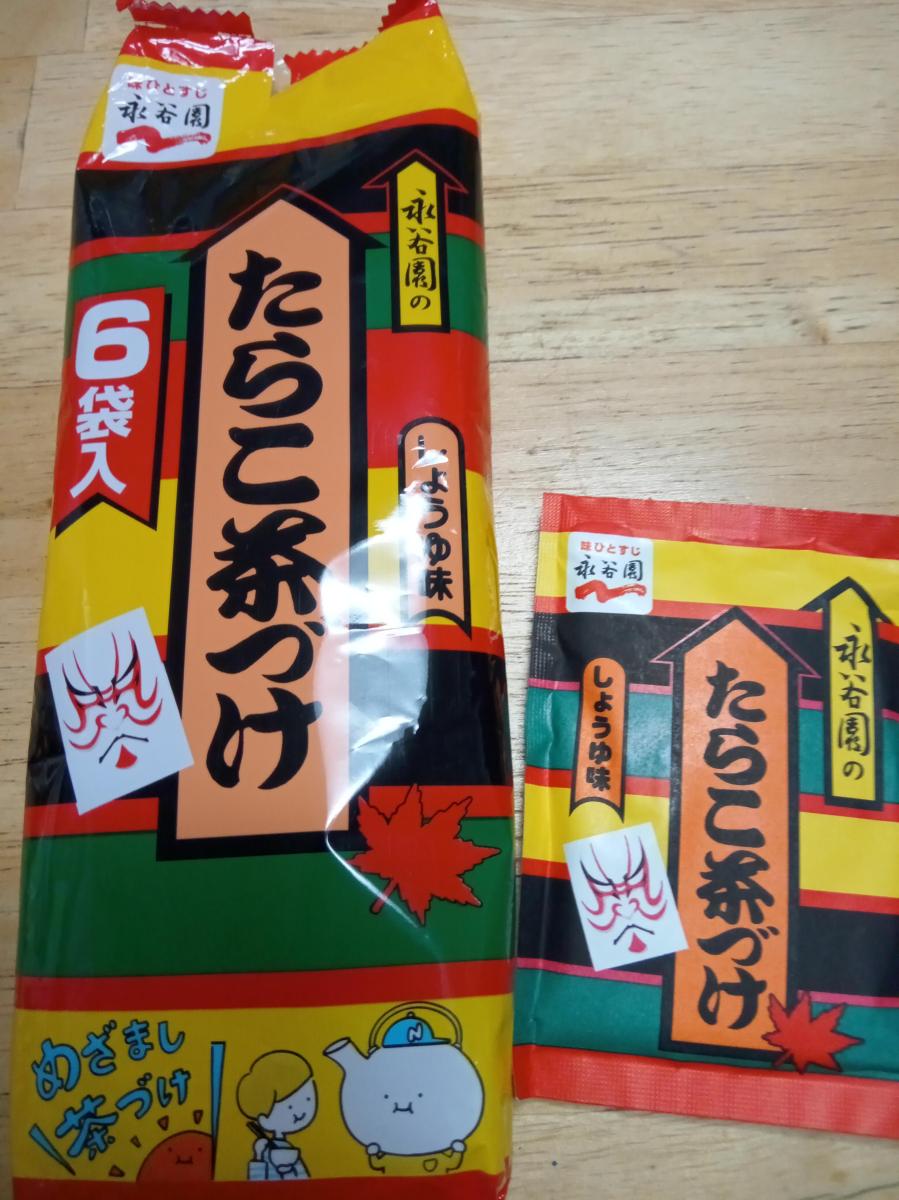 味ひとすじ
永谷園
永谷園の
たらこ茶づけ
しょうゆ味
6袋入
N
めざまし
茶づけ
味ひとすじ
永谷園
永谷園の
たらこ茶づけ
しょうゆ味